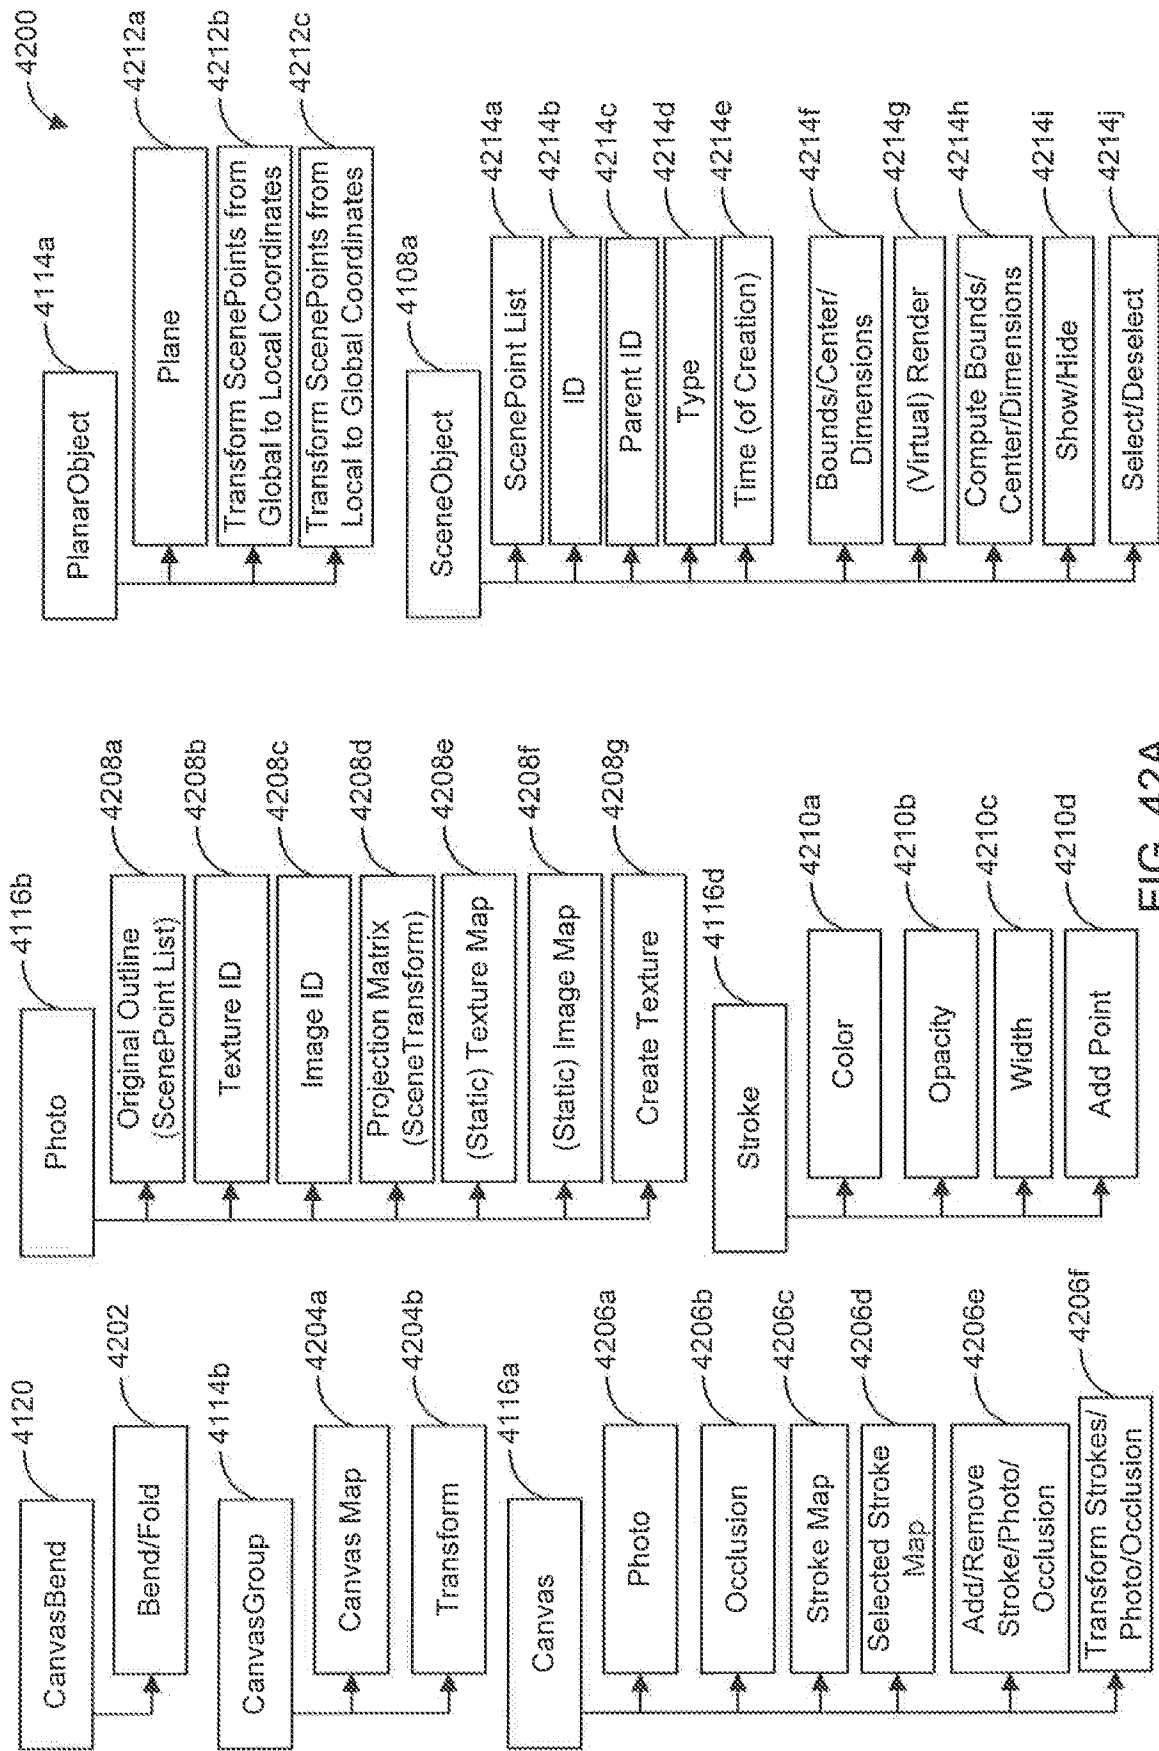 4200
CanvasBend
4120
Bend/Fold
4202
CanvasGroup
4114b
Canvas Map
4204a
Transform
4204b
Canvas
4116a
Photo
4206a
Occlusion
4206b
Stroke Map
4206c
Selected Stroke
Map
4206d
Add/Remove
Stroke/Photo/
Occlusion
4206e
Transform Strokes/
Photo/Occlusion
4206f
Photo
4116b
Original Outline
(ScenePoint List)
4208a
Texture ID
4208b
Image ID
4208c
Projection Matrix
(SceneTransform)
4208d
(Static) Texture Map
4208e
(Static) Image Map
4208f
Create Texture
4208g
Stroke
4116d
Color
4210a
Opacity
4210b
Width
4210c
Add Point
4210d
PlanarObject
4114a
Plane
4212a
Transform ScenePoints from
Global to Local Coordinates
4212b
Transform ScenePoints from
Local to Global Coordinates
4212c
SceneObject
4108a
ScenePoint List
4214a
ID
4214b
Parent ID
4214c
Type
4214d
Time (of Creation)
4214e
Bounds/Center/
Dimensions
4214f
(Virtual) Render
4214g
Compute Bounds/
Center/Dimensions
4214h
Show/Hide
4214i
Select/Deselect
4214j
FIG. 42A